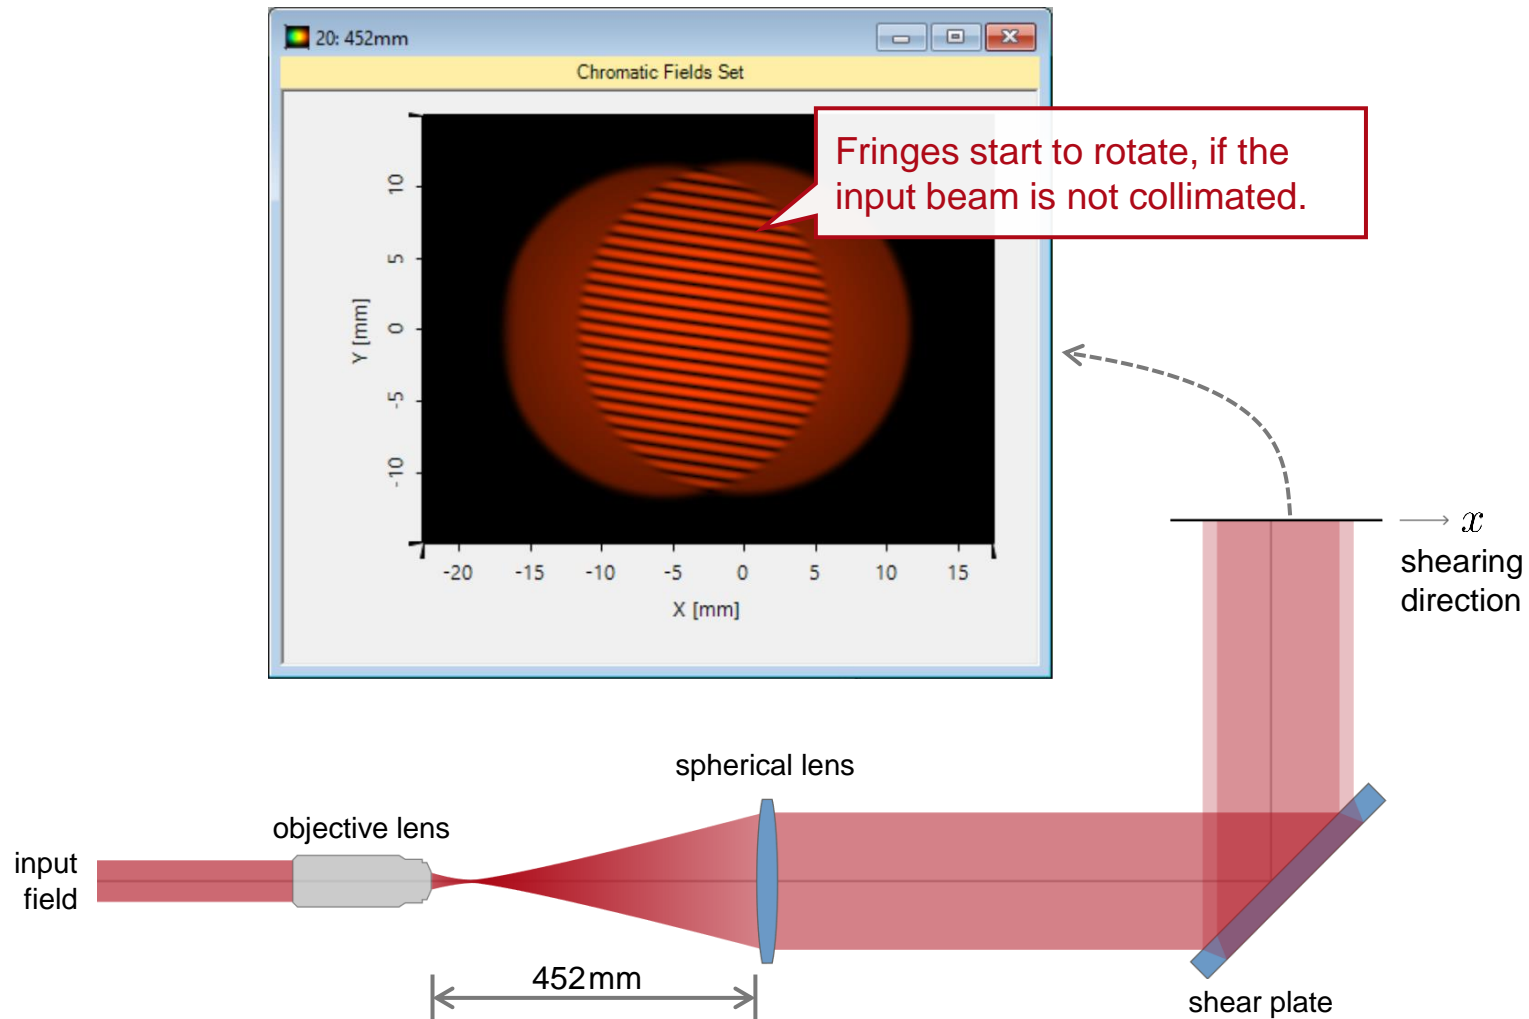 20: 452mm
Chromatic Fields Set
Fringes start to rotate, if the
input beam is not collimated.
10
5
0
-5
-10
Y [mm]
-20 -15 -10 -5 0 5 10 15
X [mm]
x
shearing
direction
spherical lens
objective lens
input
field
452mm
shear plate